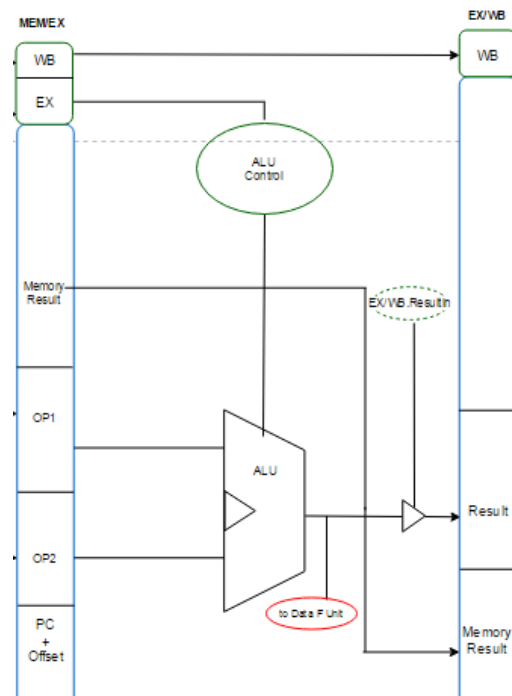 MEM/EX
EX/WB
WB
WB
EX
ALU
Control
Memory
Result
EX/WB.ResultIn
OP1
ALU
Result
OP2
to Data F Unit
PC
+
Offset
Memory
Result